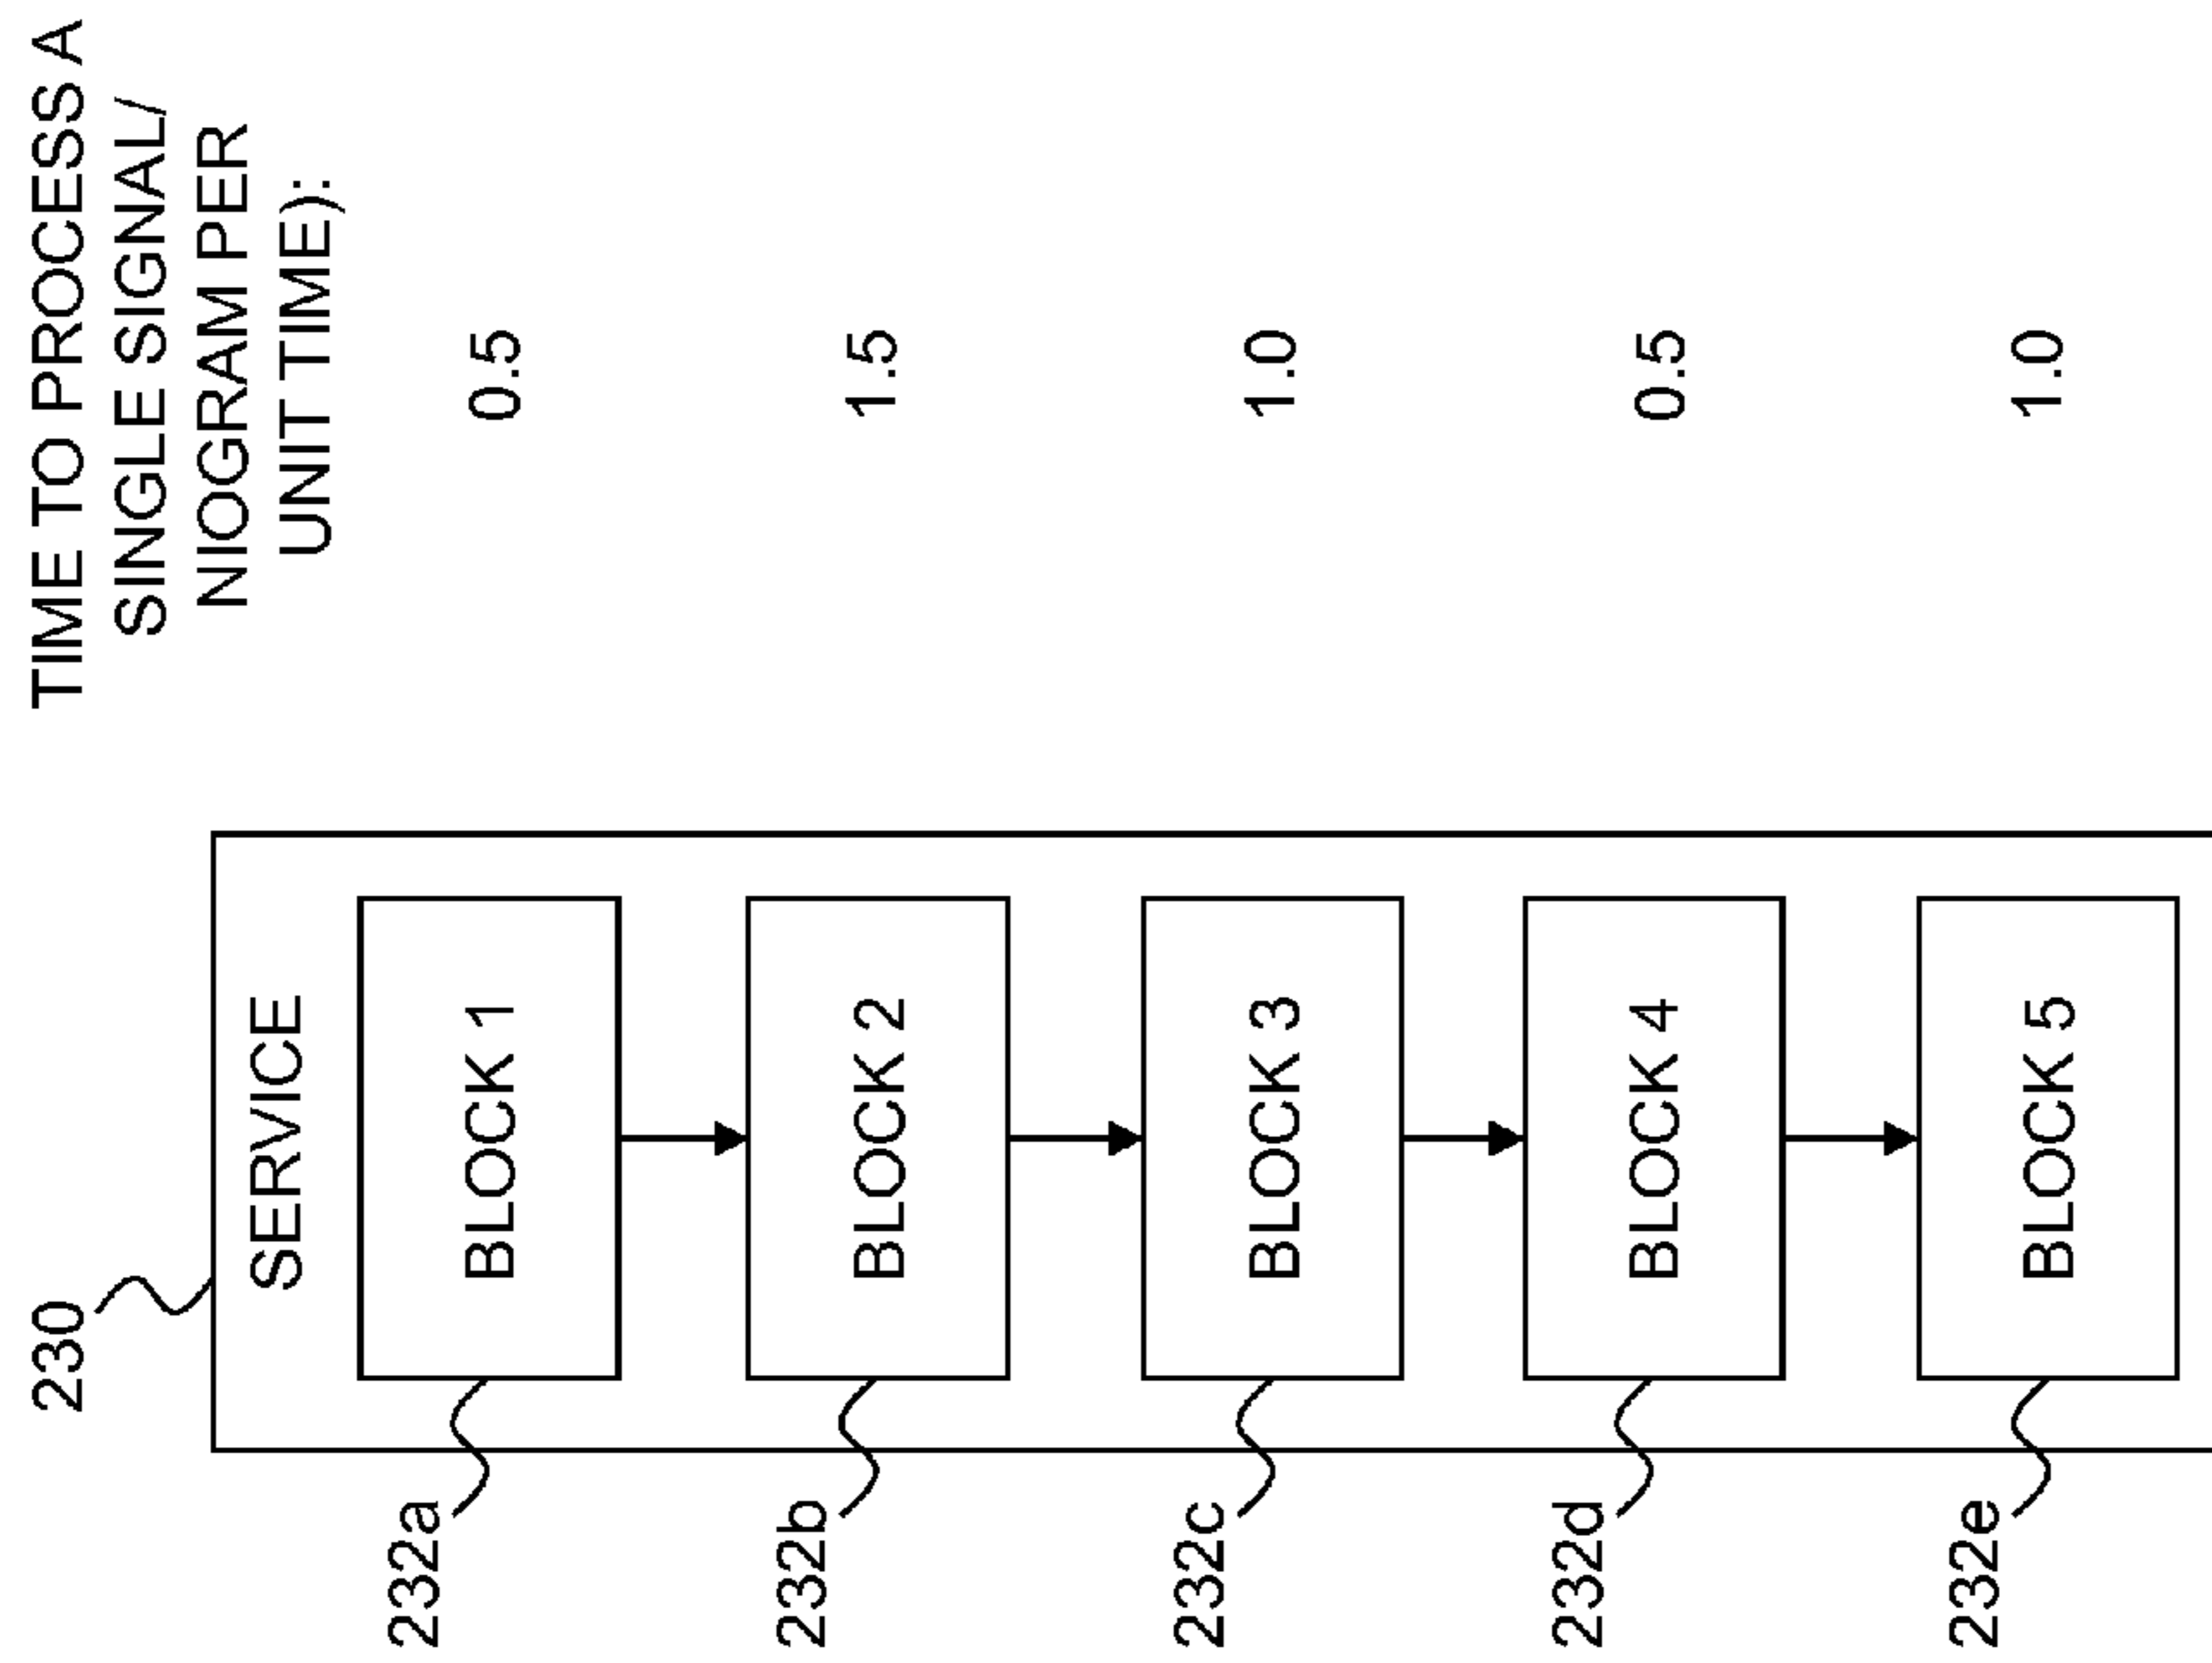 230
TIME TO PROCESS A
SINGLE SIGNAL/
NIOGRAM PER
UNIT TIME):
SERVICE
232a
BLOCK 1
0.5
232b
BLOCK 2
1.5
232c
BLOCK 3
1.0
232d
BLOCK 4
0.5
232e
BLOCK 5
1.0